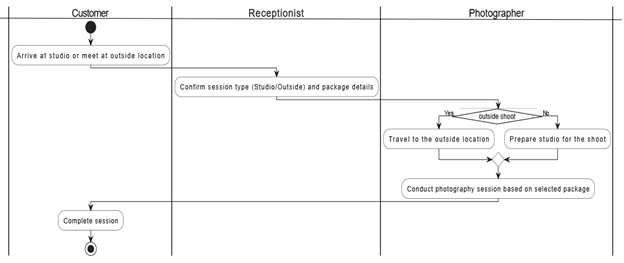 Customer
Receptionist
Photographer
Arrive at studio or meet at outside location
Confirm session type (Studio/Outside) and package details
outside shoot
Yes
No
Travel to the outside location
Prepare studio for the shoot
Conduct photography session based on selected package
Complete session